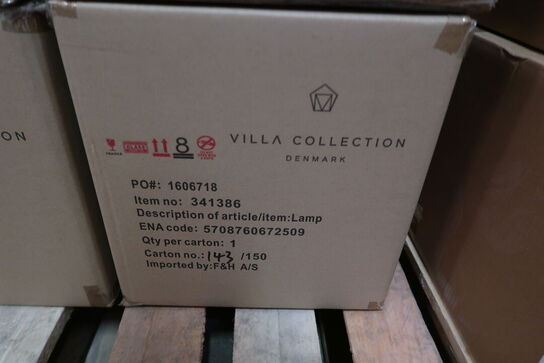 VILLA COLLECTION
DENMARK
8
PO#: 1606718
Item no: 341386
Description of article/item:Lamp
ENA code: 5708760672509
Qty per carton: 1
Carton no.: 143 /150
Imported by:F&H A/S